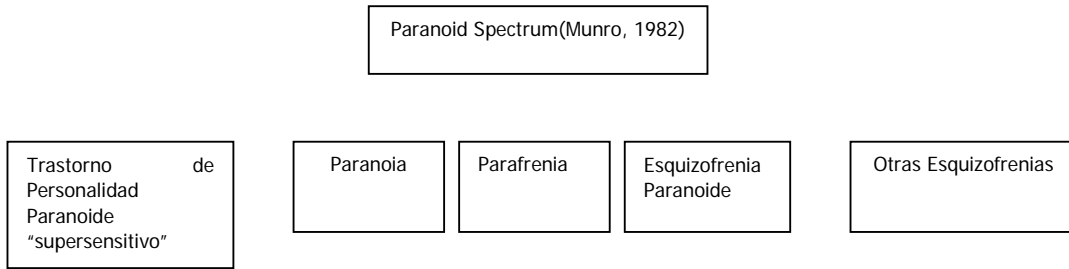 Paranoid Spectrum(Munro, 1982)
Trastorno de
Personalidad
Paranoide
“supersensitivo”
Paranoia
Parafrenia
Esquizofrenia
Paranoide
Otras Esquizofrenias